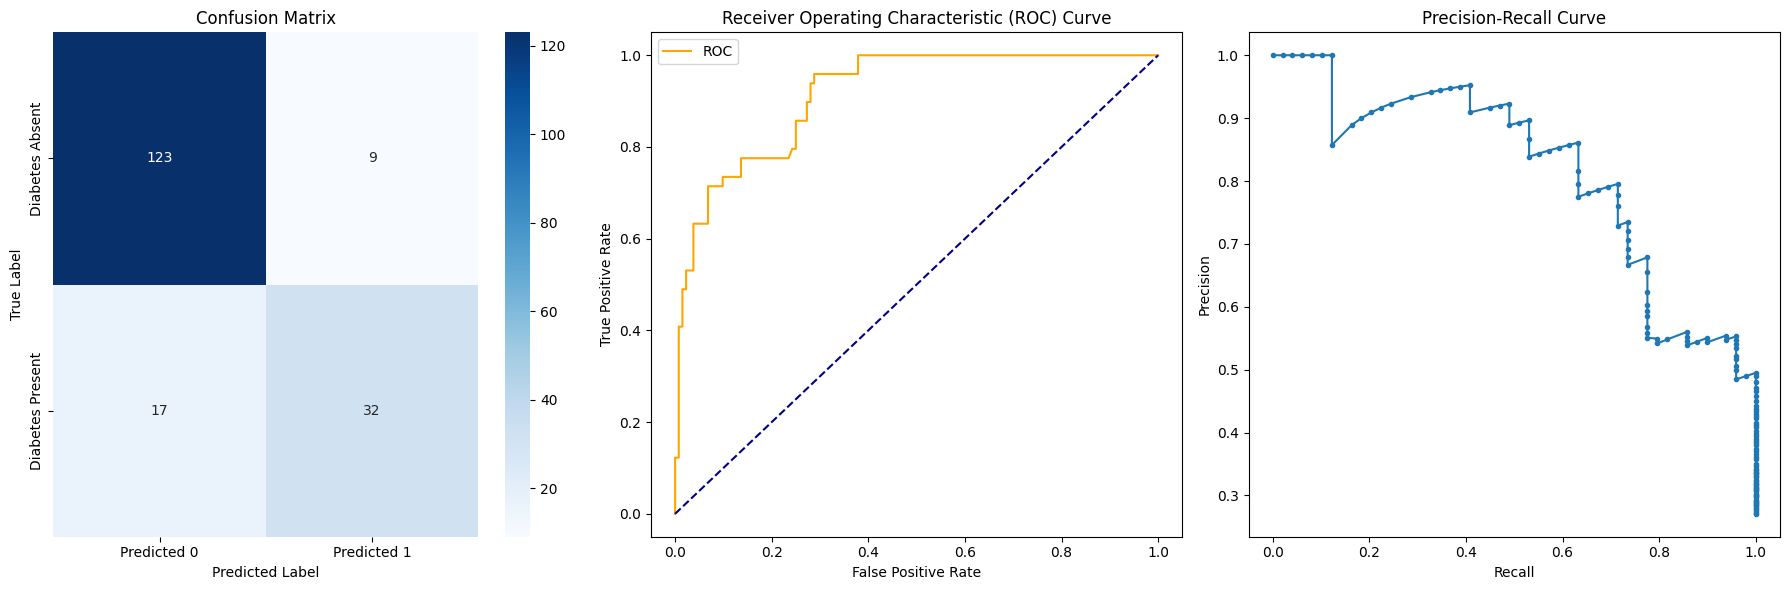 Confusion Matrix
Diabetes Absent
Diabetes Present
True Label
123
9
17
32
Predicted 0
Predicted 1
Predicted Label
120
100
80
60
40
20
Receiver Operating Characteristic (ROC) Curve
ROC
True Positive Rate
1.0
0.8
0.6
0.4
0.2
0.0
0.0
0.2
0.4
0.6
0.8
1.0
False Positive Rate
Precision-Recall Curve
Precision
1.0
0.9
0.8
0.7
0.6
0.5
0.4
0.3
0.0
0.2
0.4
0.6
0.8
1.0
Recall